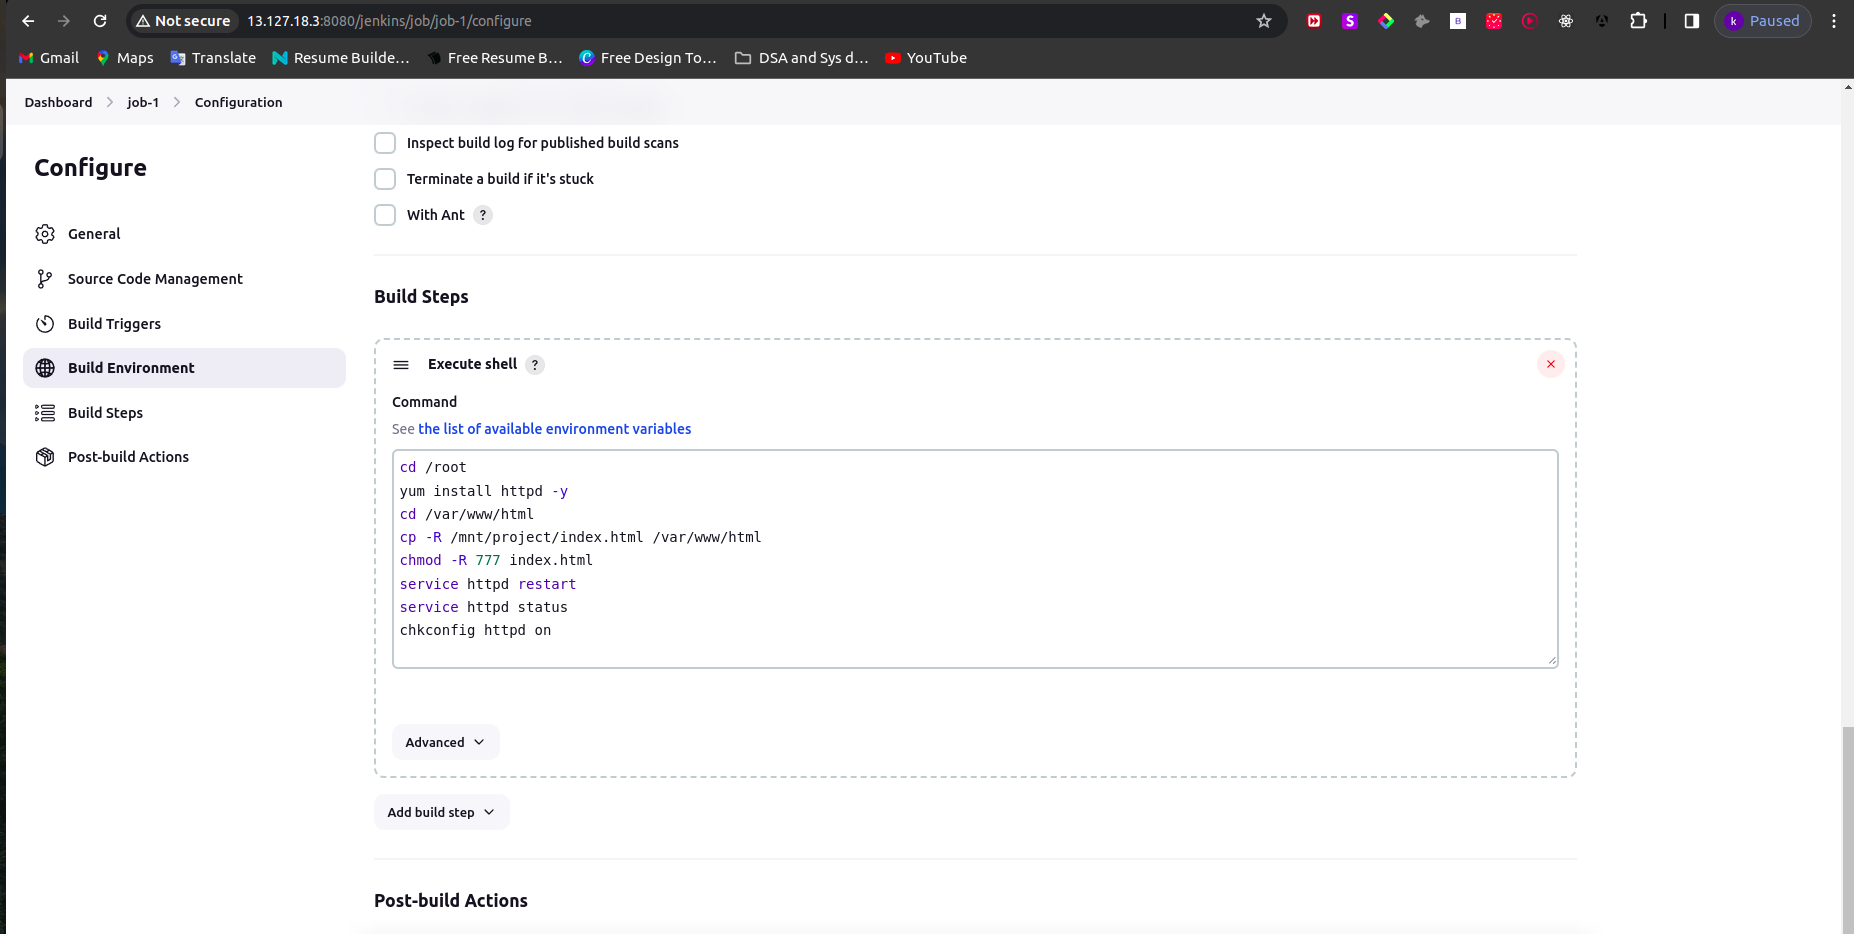 Not secure 13.127.18.3:8080/jenkins/job/job-1/configure
k Paused
Gmail Maps Translate Resume Builde... Free Resume B... Free Design To... DSA and Sys d... YouTube
Dashboard job-1 Configuration
Configure
General
Source Code Management
Build Triggers
Build Environment
Build Steps
Post-build Actions
Inspect build log for published build scans
Terminate a build if it's stuck
With Ant ?
Build Steps
Execute shell ?
Command
See the list of available environment variables
cd /root
yum install httpd -y
cd /var/www/html
cp -R /mnt/project/index.html /var/www/html
chmod -R 777 index.html
service httpd restart
service httpd status
chkconfig httpd on
Advanced
Add build step
Post-build Actions